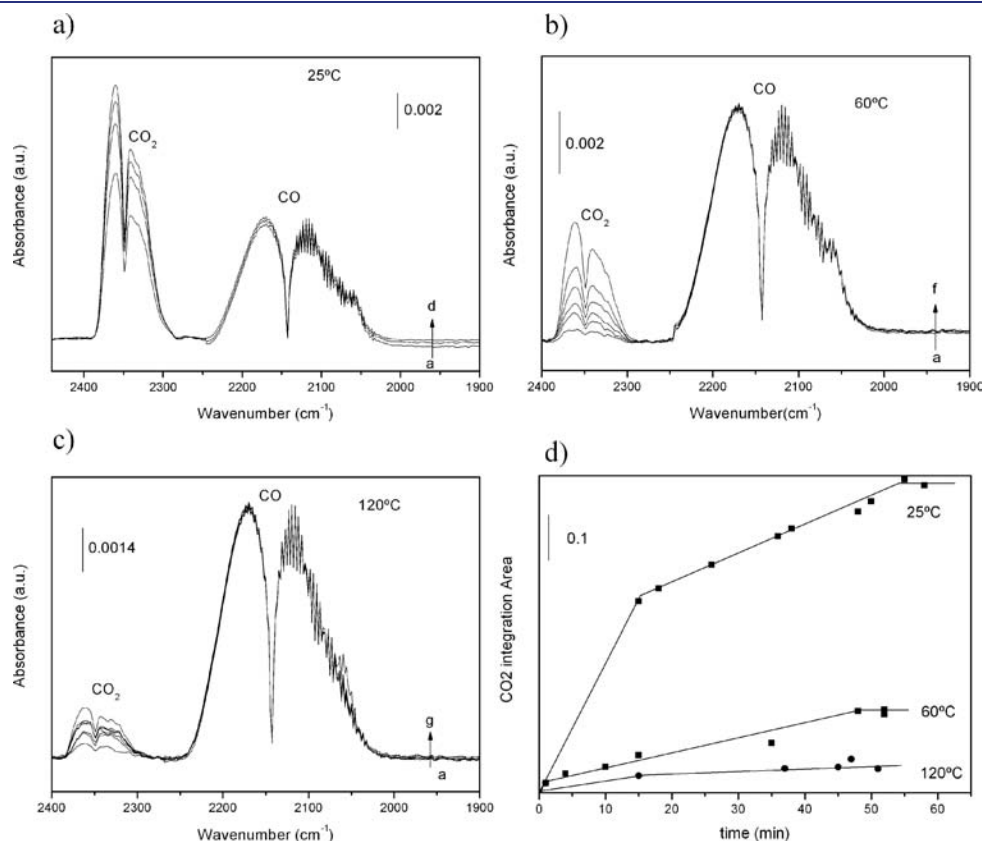 a)
25ºC
0.002
CO2
CO
d
a
Absorbance (a.u.)
2400 2300 2200 2100 2000 1900
Wavenumber (cm-1)
b)
CO
60ºC
0.002
CO2
f
a
Absorbance (a.u.)
2400 2300 2200 2100 2000 1900
Wavenumber(cm-1)
c)
CO
120ºC
0.0014
CO2
g
a
Absorbance (a.u.)
2400 2300 2200 2100 2000 1900
Wavenumber (cm-1)
d)
0.1
25ºC
60ºC
120ºC
CO2 integration Area
0 10 20 30 40 50 60
time (min)